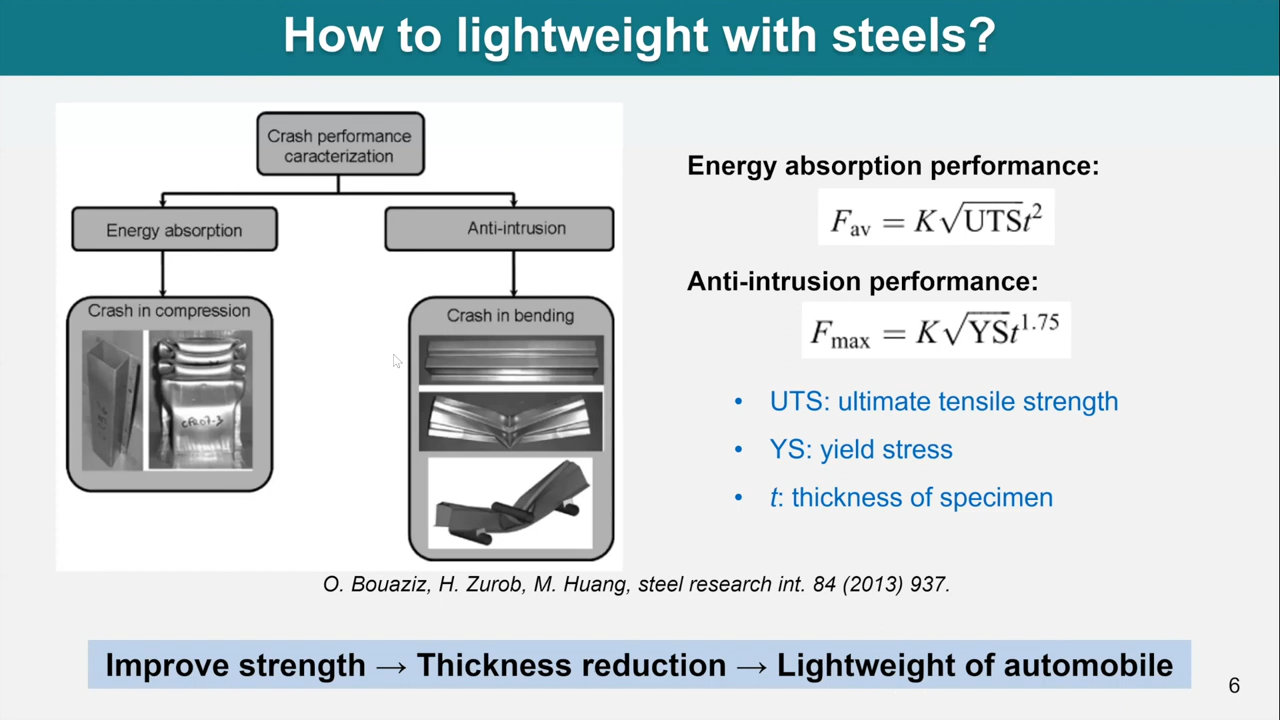 How to lightweight with steels?
Crash performance
caracterization
Energy absorption
Anti-intrusion
Crash in compression
Crash in bending
Energy absorption performance:
F_av = K√UTS t²
Anti-intrusion performance:
F_max = K√YS t^1.75
• UTS: ultimate tensile strength
• YS: yield stress
• t: thickness of specimen
O. Bouaziz, H. Zurob, M. Huang, steel research int. 84 (2013) 937.
Improve strength → Thickness reduction → Lightweight of automobile
6